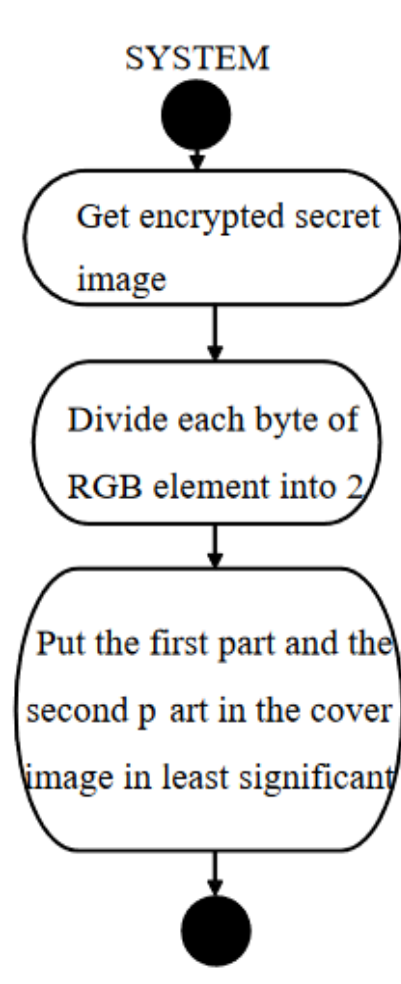 SYSTEM
Get encrypted secret
image
Divide each byte of
RGB element into 2
Put the first part and the
second p art in the cover
image in least significant